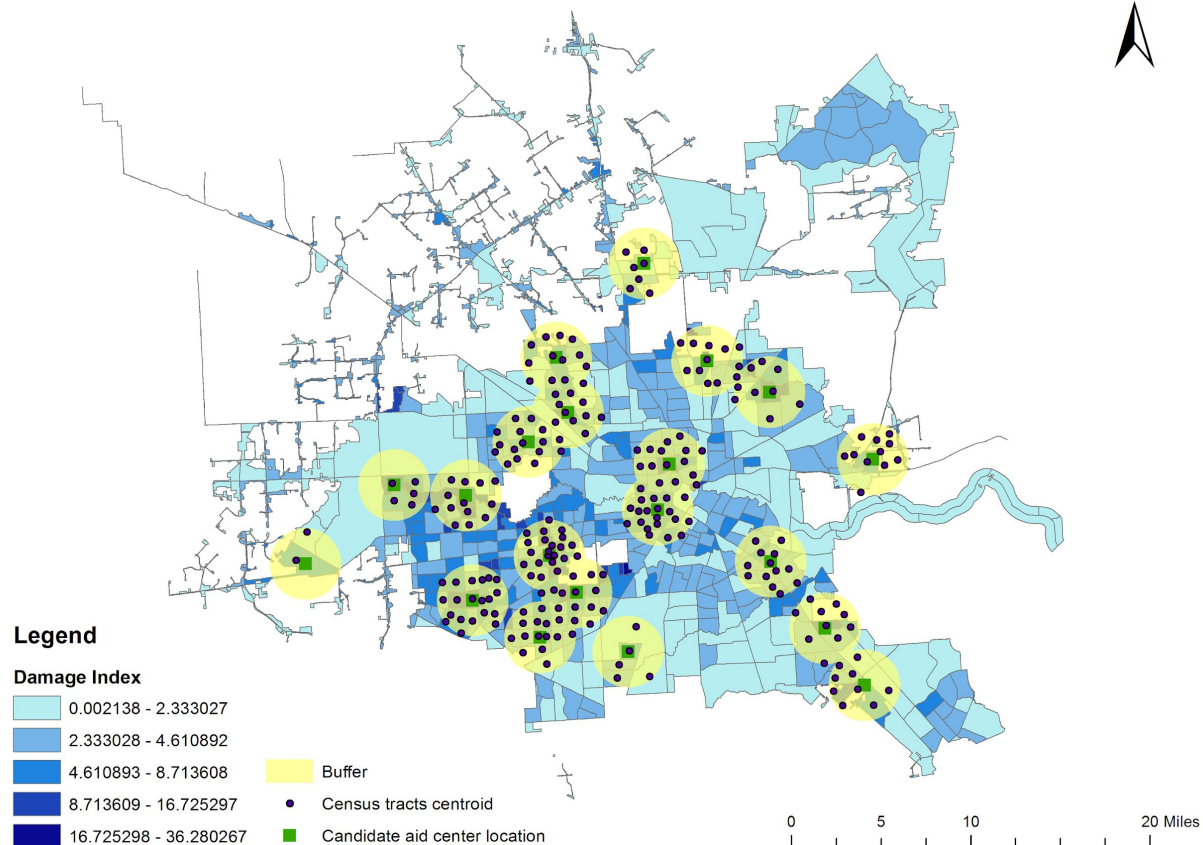 Legend
Damage Index
0.002138 - 2.333027
2.333028 - 4.610892
4.610893 - 8.713608
8.713609 - 16.725297
16.725298 - 36.280267
Buffer
Census tracts centroid
Candidate aid center location
0 5 10 20 Miles